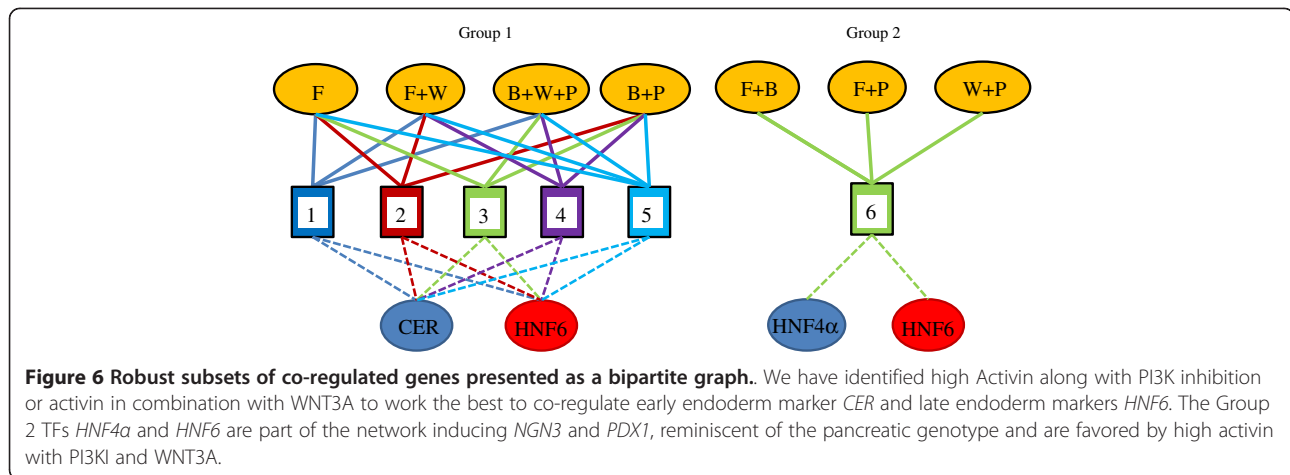 Group 1 Group 2
F F+W B+W+P B+P F+B F+P W+P
1 2 3 4 5 6
CER HNF6 HNF4α HNF6
Figure 6 Robust subsets of co-regulated genes presented as a bipartite graph.. We have identified high Activin along with PI3K inhibition
or activin in combination with WNT3A to work the best to co-regulate early endoderm marker CER and late endoderm markers HNF6. The Group
2 TFs HNF4α and HNF6 are part of the network inducing NGN3 and PDX1, reminiscent of the pancreatic genotype and are favored by high activin
with PI3KI and WNT3A.